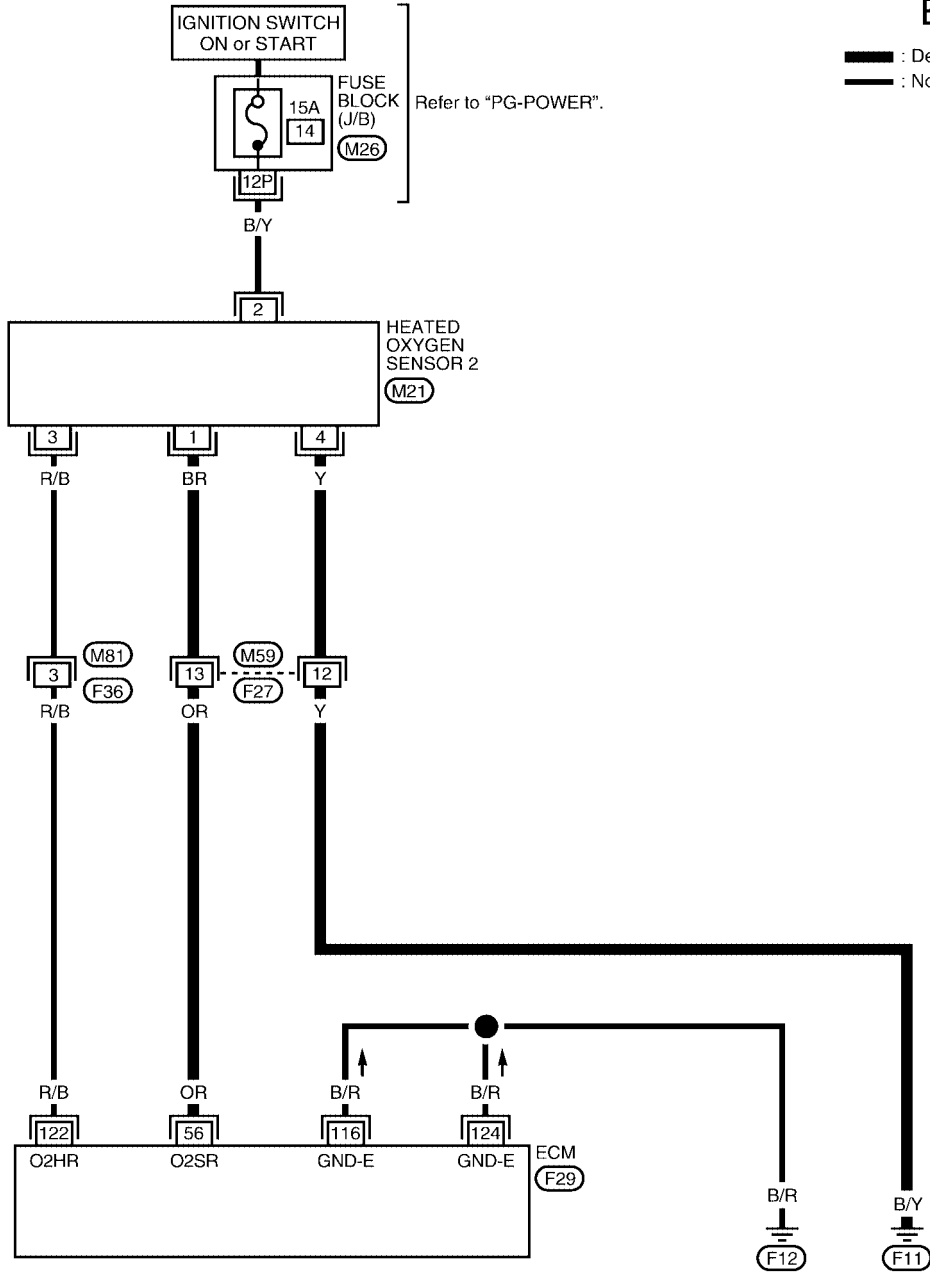 IGNITION SWITCH
ON or START
FUSE
BLOCK
(J/B)
15A
14
M26
Refer to “PG-POWER”.
: De
: No
12P
B/Y
2
HEATED
OXYGEN
SENSOR 2
M21
3
1
4
R/B
BR
Y
M81
M59
3
13
12
F36
F27
R/B
OR
Y
R/B
OR
B/R
B/R
122
56
116
124
O2HR
O2SR
GND-E
GND-E
ECM
F29
B/R
B/Y
F12
F11